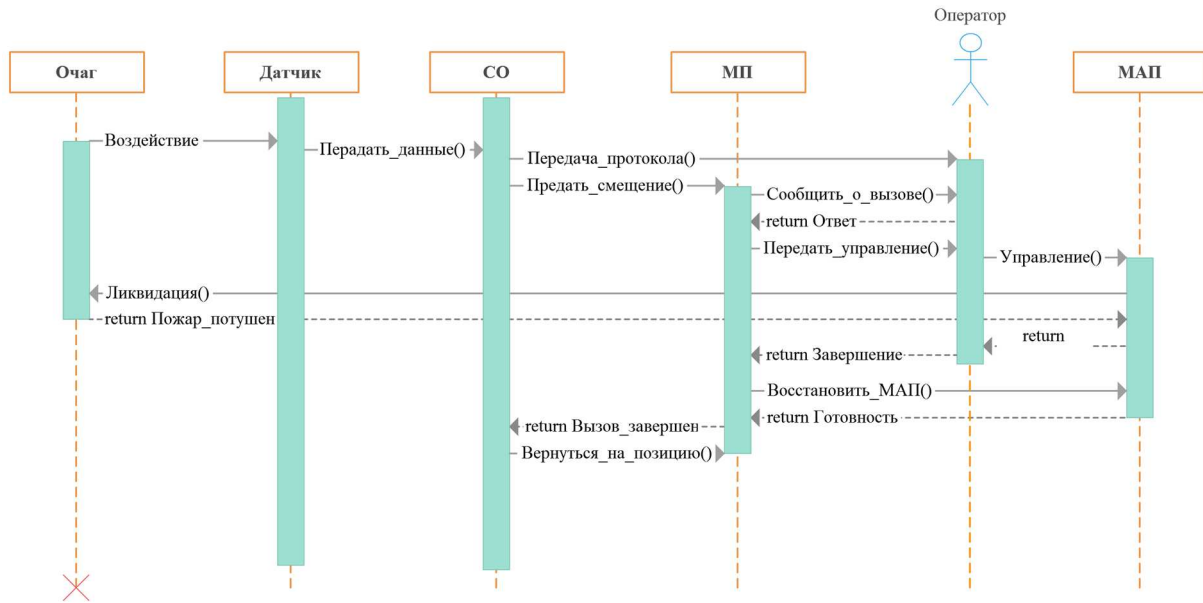 Оператор
Очаг
Датчик
СО
МП
МАП
Воздействие
Перадать_данные()
Передача_протокола()
Предать_смещение()
Сообщить_о_вызове()
return Ответ
Передать_управление()
Управление()
Ликвидация()
return Пожар_потушен
return
return Завершение
Восстановить_МАП()
return Готовность
return Вызов_завершен
Вернуться_на_позицию()